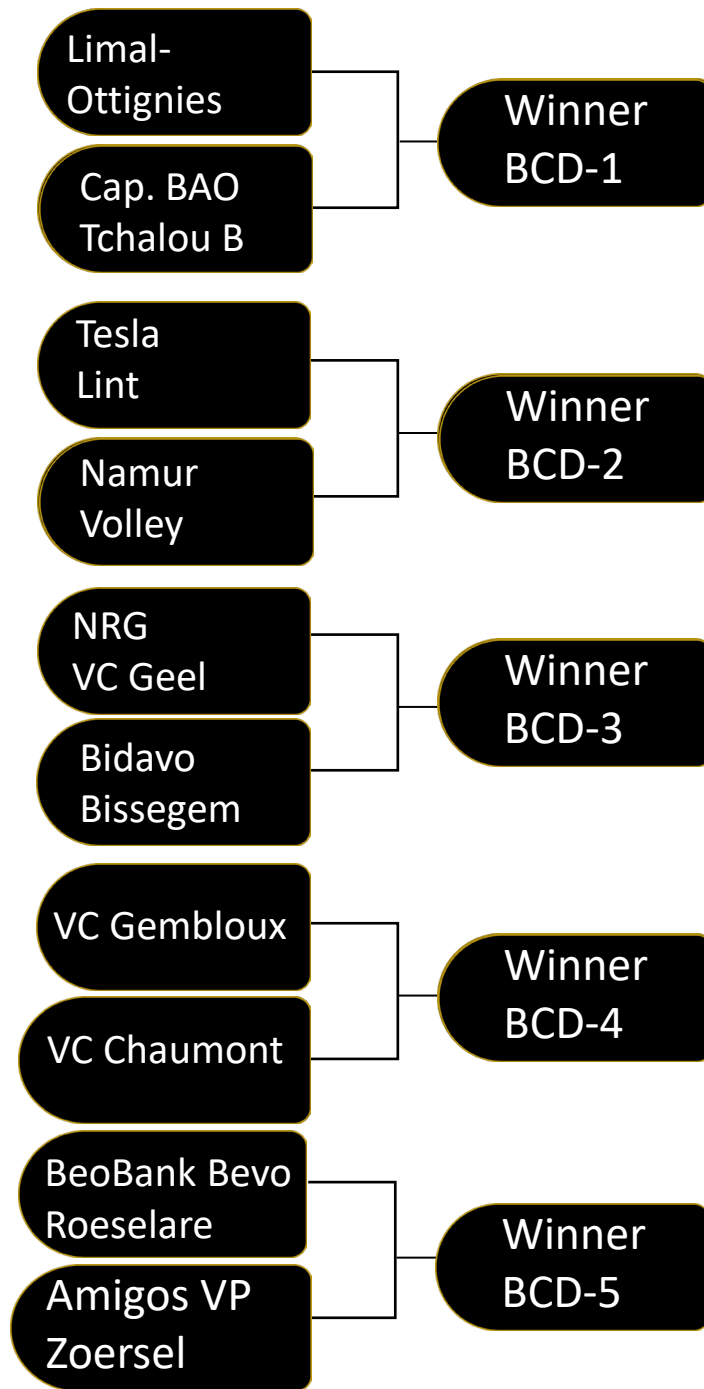 Limal-
Ottignies
Winner
BCD-1
Cap. BAO
Tchalou B
Tesla
Lint
Winner
BCD-2
Namur
Volley
NRG
VC Geel
Winner
BCD-3
Bidavo
Bissegem
VC Gembloux
Winner
BCD-4
VC Chaumont
BeoBank Bevo
Roeselare
Winner
BCD-5
Amigos VP
Zoersel